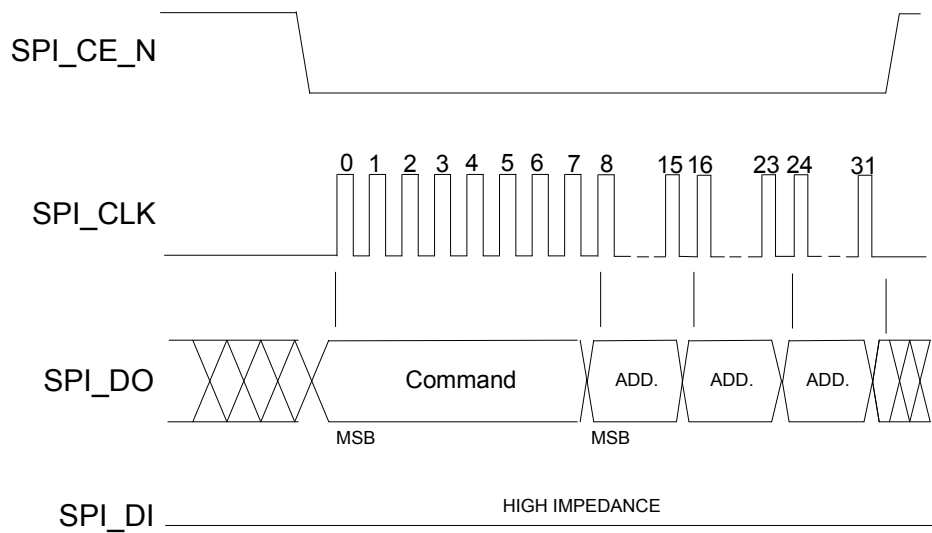 SPI_CE_N
0 1 2 3 4 5 6 7 8 15 16 23 24 31
SPI_CLK
SPI_DO
Command ADD. ADD. ADD.
MSB MSB
HIGH IMPEDANCE
SPI_DI